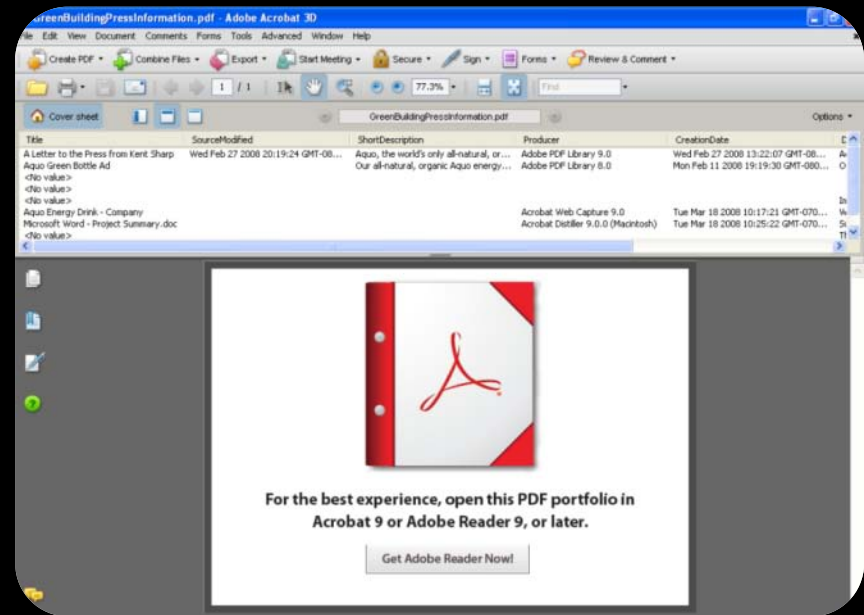 GreenBuildingPressInformation.pdf - Adobe Acrobat 3D
File Edit View Document Comments Forms Tools Advanced Window Help
Create PDF Combine Files Export Start Meeting Secure Sign Forms Review & Comment
1 / 1 77.3% Find
Cover sheet GreenBuildingPressInformation.pdf Options
Title SourceModified ShortDescription Producer CreationDate
A Letter to the Press from Kent Sharp Wed Feb 27 2008 20:19:24 GMT-08... Aquo, the world's only all-natural, or... Adobe PDF Library 9.0 Wed Feb 27 2008 13:22:07 GMT-08...
Aquo Green Bottle Ad Our all-natural, organic Aquo energy... Adobe PDF Library 8.0 Mon Feb 11 2008 19:19:30 GMT-080...
<No value>
<No value>
<No value>
Aquo Energy Drink - Company Acrobat Web Capture 9.0 Tue Mar 18 2008 10:17:21 GMT-070...
Microsoft Word - Project Summary.doc Acrobat Distiller 9.0.0 (Macintosh) Tue Mar 18 2008 10:25:22 GMT-070...
<No value>
For the best experience, open this PDF portfolio in
Acrobat 9 or Adobe Reader 9, or later.
Get Adobe Reader Now!